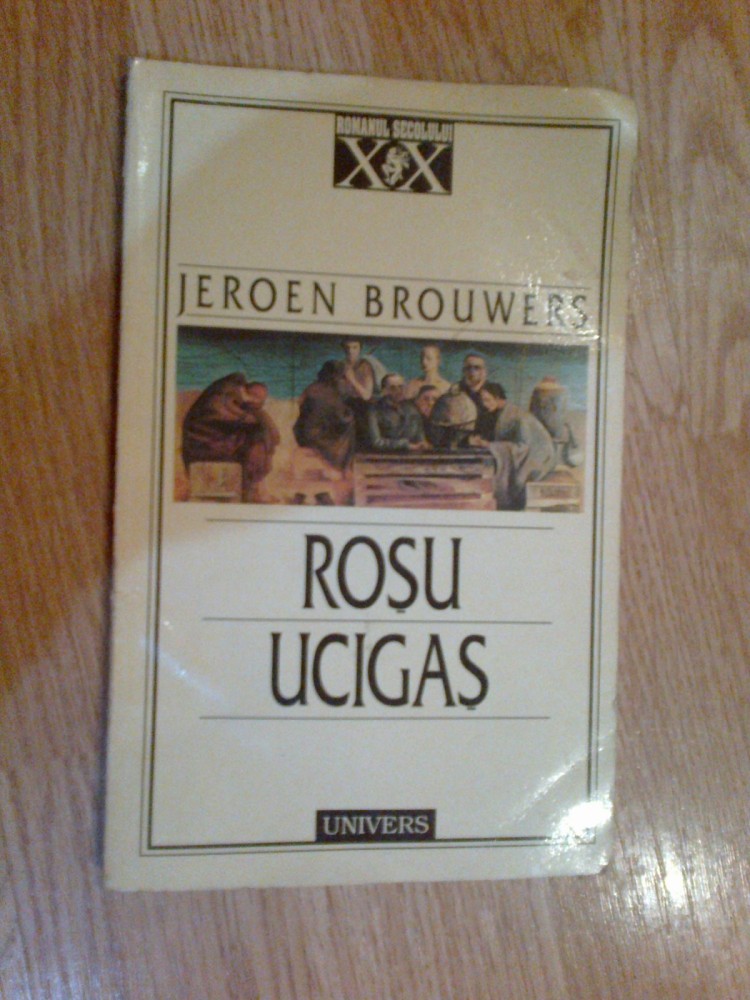 ROMANUL SECOLULUI
XX
JEROEN BROUWERS
ROȘU
UCIGAȘ
UNIVERS